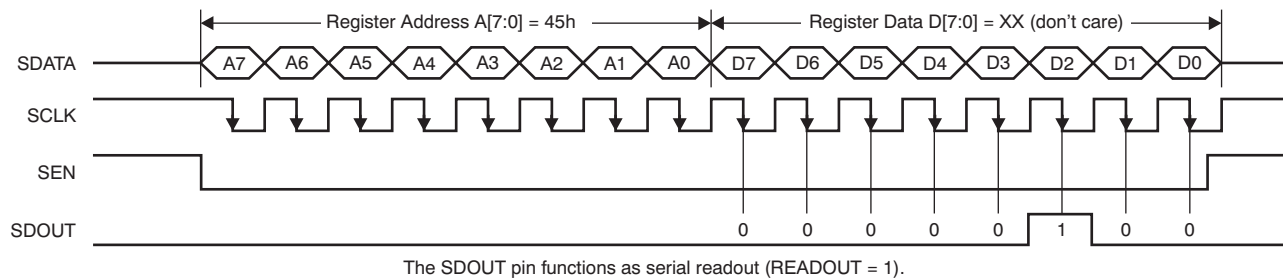 Register Address A[7:0] = 45h Register Data D[7:0] = XX (don't care)
SDATA A7 A6 A5 A4 A3 A2 A1 A0 D7 D6 D5 D4 D3 D2 D1 D0
SCLK
SEN
SDOUT 0 0 0 0 0 1 0 0
The SDOUT pin functions as serial readout (READOUT = 1).